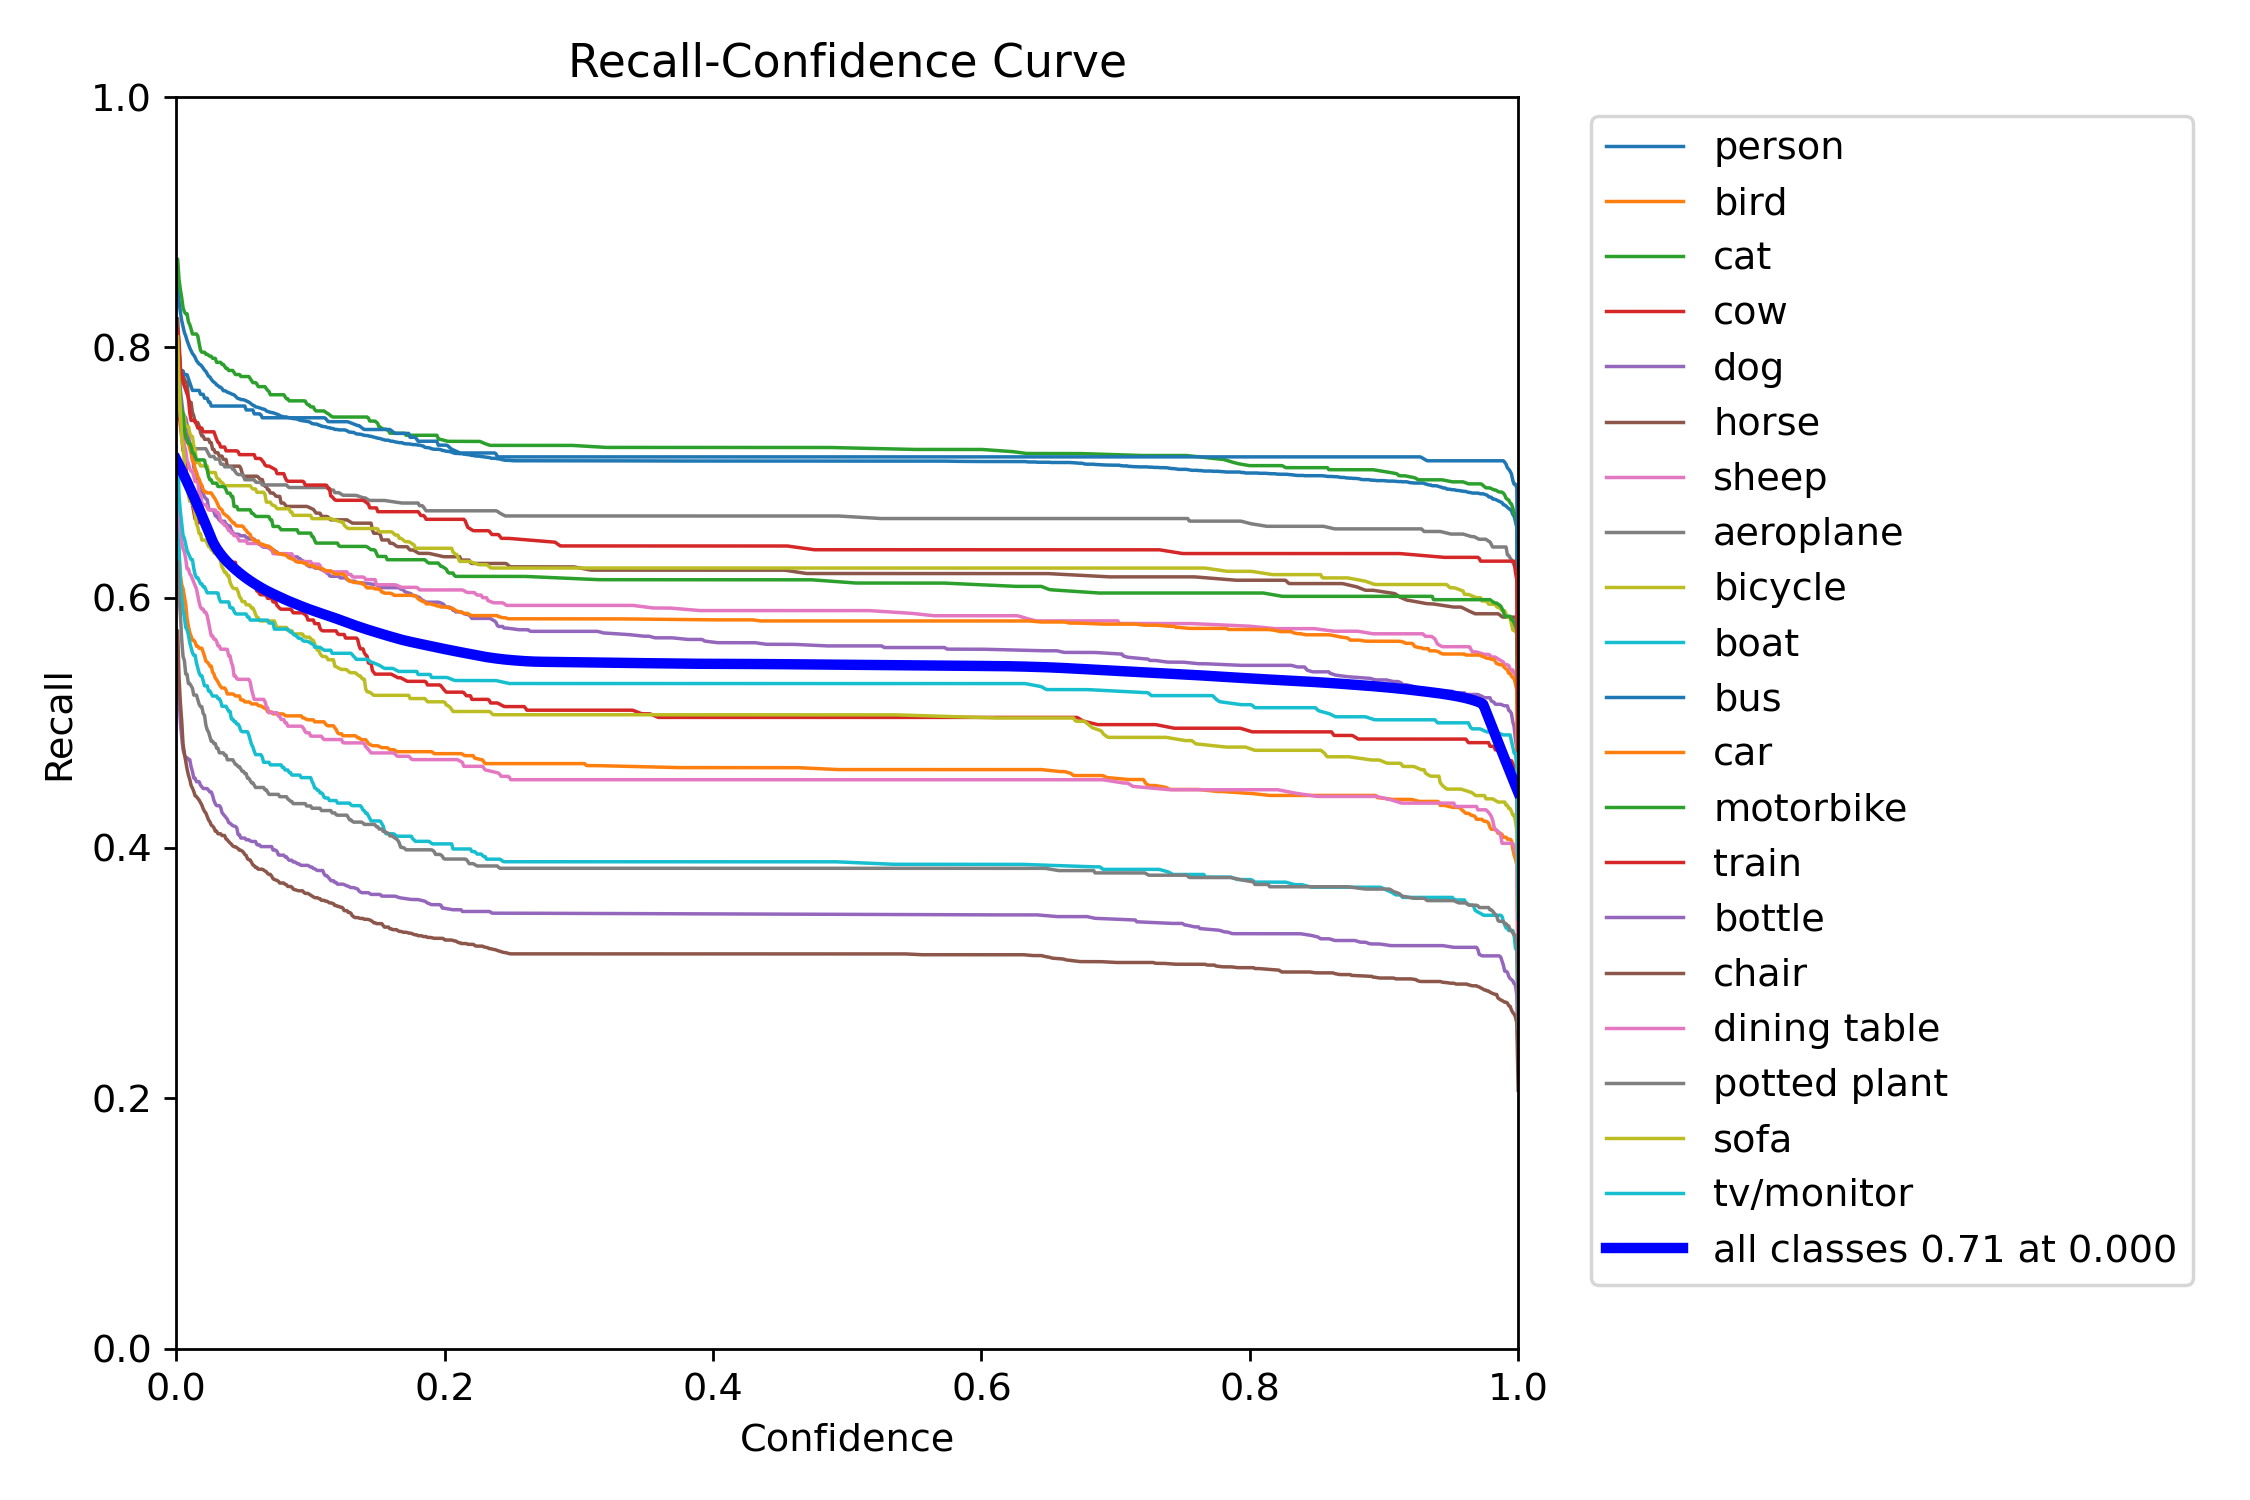 Recall-Confidence Curve
1.0
0.8
0.6
0.4
0.2
0.0
Recall
0.0 0.2 0.4 0.6 0.8 1.0
Confidence
person
bird
cat
cow
dog
horse
sheep
aeroplane
bicycle
boat
bus
car
motorbike
train
bottle
chair
dining table
potted plant
sofa
tv/monitor
all classes 0.71 at 0.000